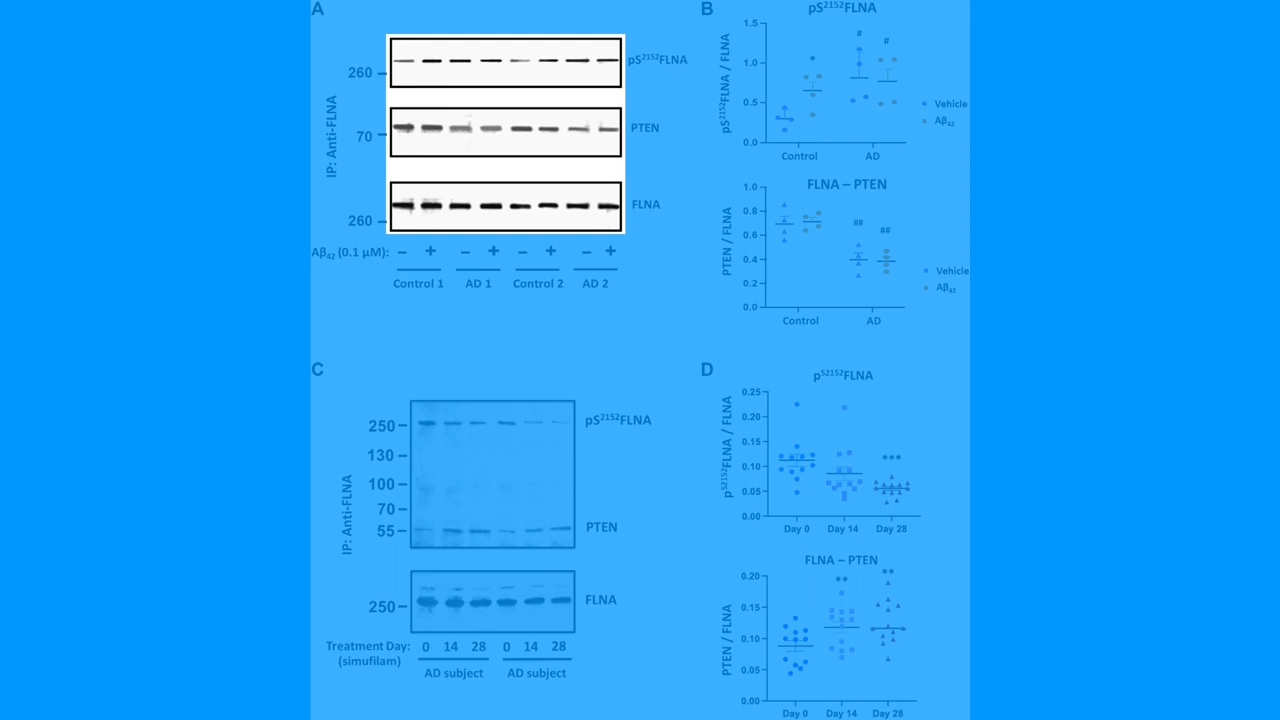 A
pS²¹⁵²FLNA
260
PTEN
70
FLNA
260
IP: Anti-FLNA
Aβ₄₂ (0.1 µM): − + − + − + − +
Control 1 AD 1 Control 2 AD 2
B
pS²¹⁵²FLNA
pS²¹⁵²FLNA / FLNA
1.5
1.0
0.5
0.0
*
#
#
Control AD
Vehicle
Aβ₄₂
FLNA – PTEN
PTEN / FLNA
1.0
0.8
0.6
0.4
0.2
0.0
##
##
Control AD
Vehicle
Aβ₄₂
C
IP: Anti-FLNA
250
130
100
70
55
pS²¹⁵²FLNA
PTEN
250
FLNA
Treatment Day: 0 14 28 0 14 28
(simufilam)
AD subject AD subject
D
pS²¹⁵²FLNA
pS²¹⁵²FLNA / FLNA
0.25
0.20
0.15
0.10
0.05
0.00
***
Day 0 Day 14 Day 28
FLNA – PTEN
PTEN / FLNA
0.20
0.15
0.10
0.05
0.00
**
**
Day 0 Day 14 Day 28